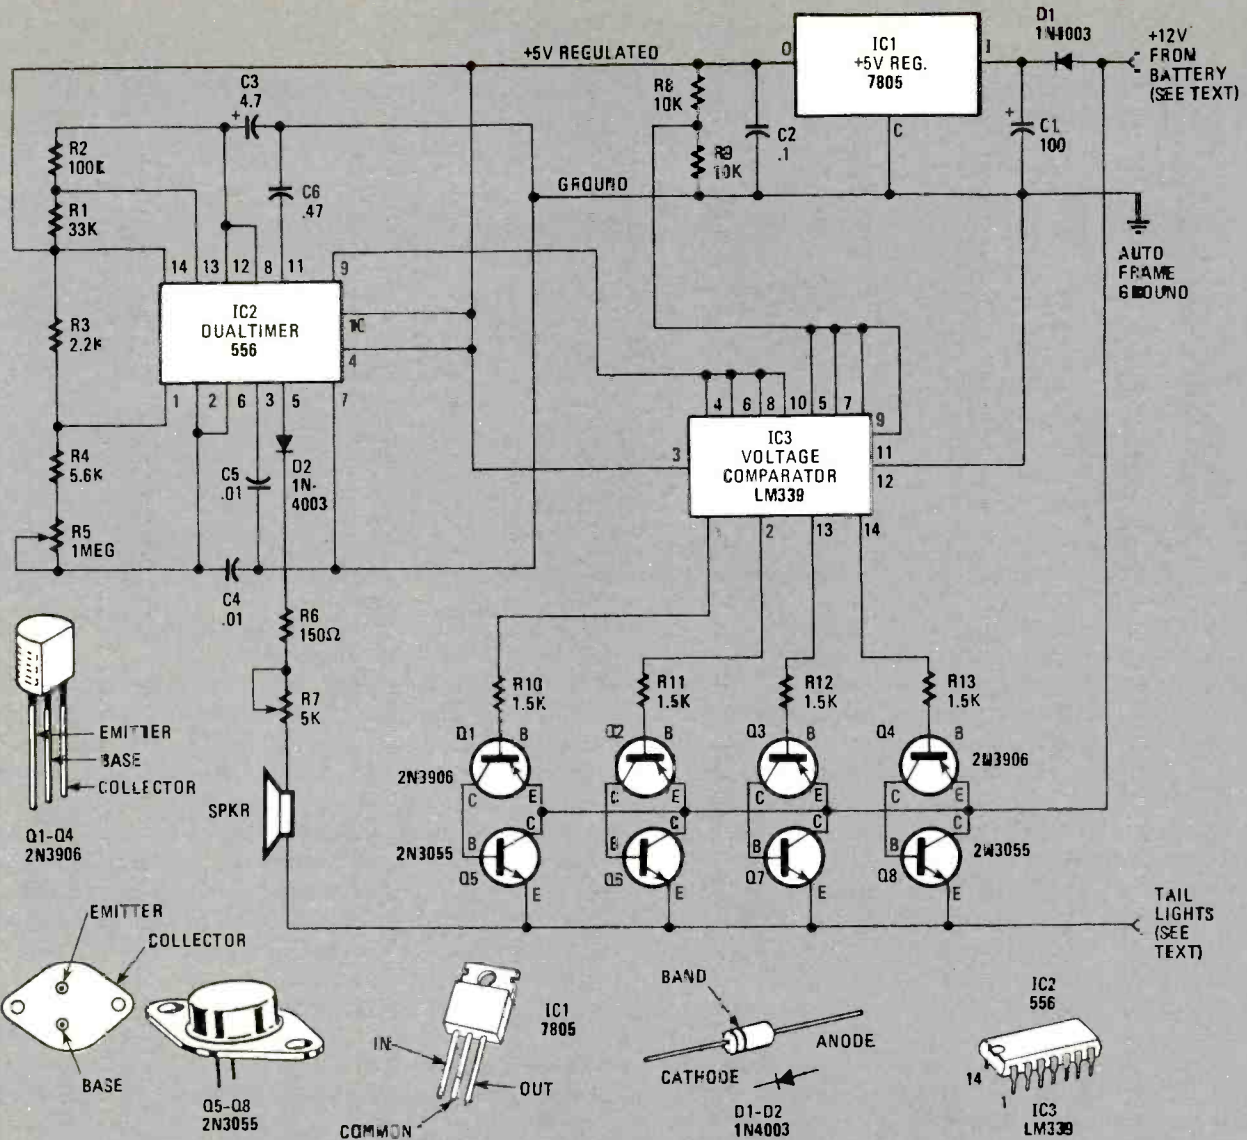 D1
1N4003
+12V
FROM
BATTERY
(SEE TEXT)
IC1
+5V REG.
7805
O
I
C
+5V REGULATED
C3
4.7
+
R8
10K
C2
.1
+
C1
100
R9
10K
R2
100K
C6
.47
GROUND
R1
33K
AUTO
FRAME
GROUND
14 13 12 8 11 9
IC2
DUALTIMER
556
10
4
R3
2.2K
1 2 6 3 5 7
4 6 8 10 5 7
9
IC3
VOLTAGE
COMPARATOR
LM339
3
11
12
R4
5.6K
C5
.01
D2
1N-
4003
R5
1MEG
2 13 14
C4
.01
R6
150Ω
R7
5K
R10
1.5K
R11
1.5K
R12
1.5K
R13
1.5K
EMITTER
BASE
COLLECTOR
Q1-Q4
2N3906
SPKR
Q1 B
Q2 B
Q3 B
Q4 B
2N3906
2N3906
C E
C E
C E
C E
C
C
C
C
2N3055
2N3055
B
B
B
B
Q5 E
Q6 E
Q7 E
Q8 E
TAIL
LIGHTS
(SEE
TEXT)
EMITTER
COLLECTOR
BASE
Q5-Q8
2N3055
IC1
7805
IN
OUT
COMMON
BAND
ANODE
CATHODE
D1-D2
1N4003
IC2
556
14
1
IC3
LM339